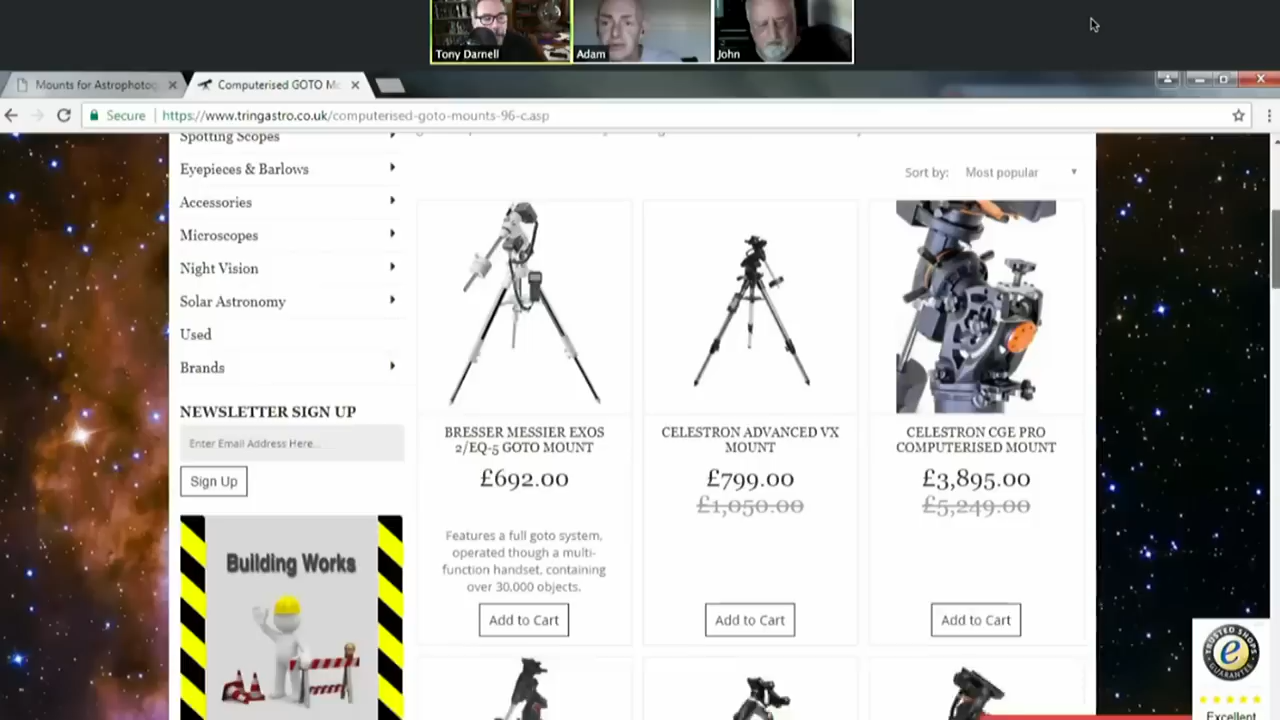 Tony Darnell
Adam
John
Mounts for Astrophotog
Computerised GOTO Mo
Secure
https://www.tringastro.co.uk/computerised-goto-mounts-96-c.asp
Spotting Scopes
Eyepieces & Barlows
Accessories
Microscopes
Night Vision
Solar Astronomy
Used
Brands
NEWSLETTER SIGN UP
Enter Email Address Here...
Sign Up
Building Works
Sort by: Most popular
BRESSER MESSIER EXOS
2/EQ-5 GOTO MOUNT
£692.00
Features a full goto system,
operated though a multi-
function handset, containing
over 30,000 objects.
Add to Cart
CELESTRON ADVANCED VX
MOUNT
£799.00
£1,050.00
Add to Cart
CELESTRON CGE PRO
COMPUTERISED MOUNT
£3,895.00
£5,249.00
Add to Cart
TRUSTED SHOPS
GUARANTEE
Excellent